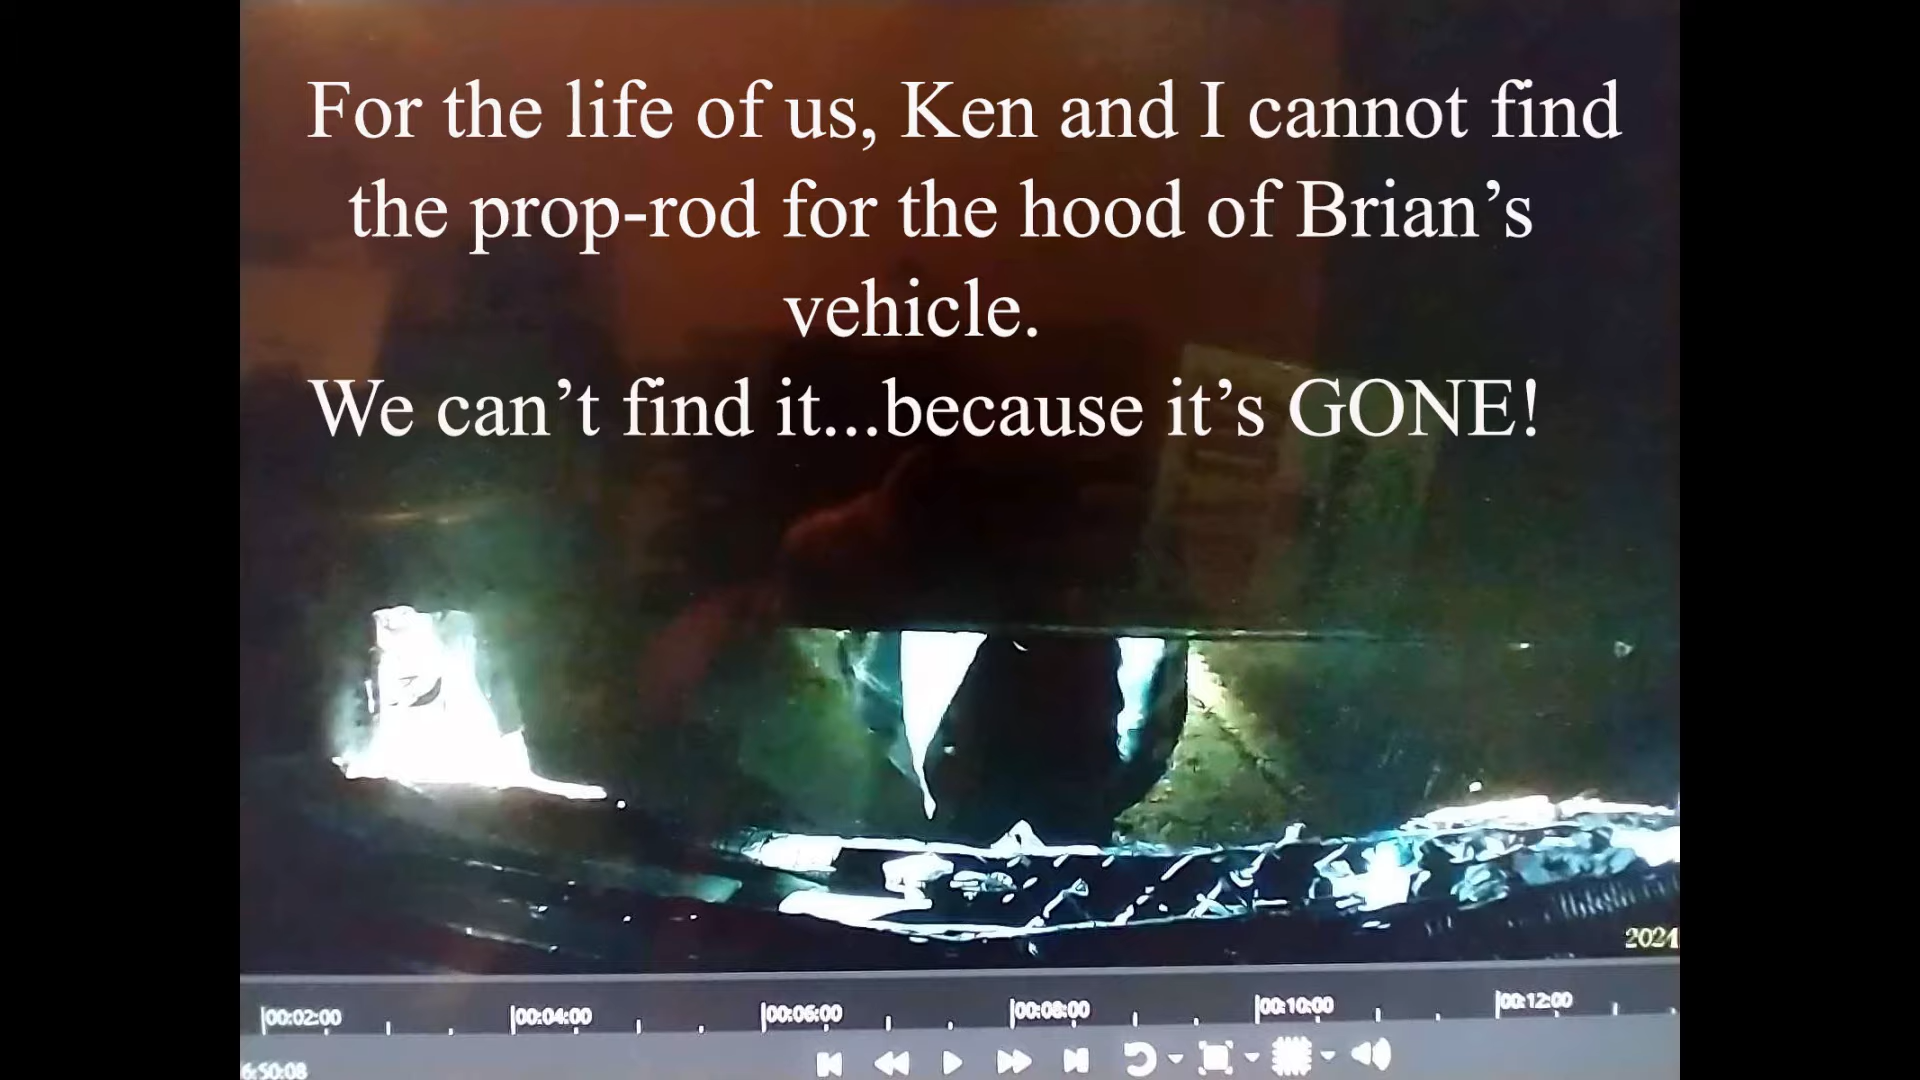 For the life of us, Ken and I cannot find
the prop-rod for the hood of Brian’s
vehicle.
We can’t find it...because it’s GONE!
2021
|00:02:00 |00:04:00 |00:06:00 |00:08:00 |00:10:00 |00:12:00
6:50:08